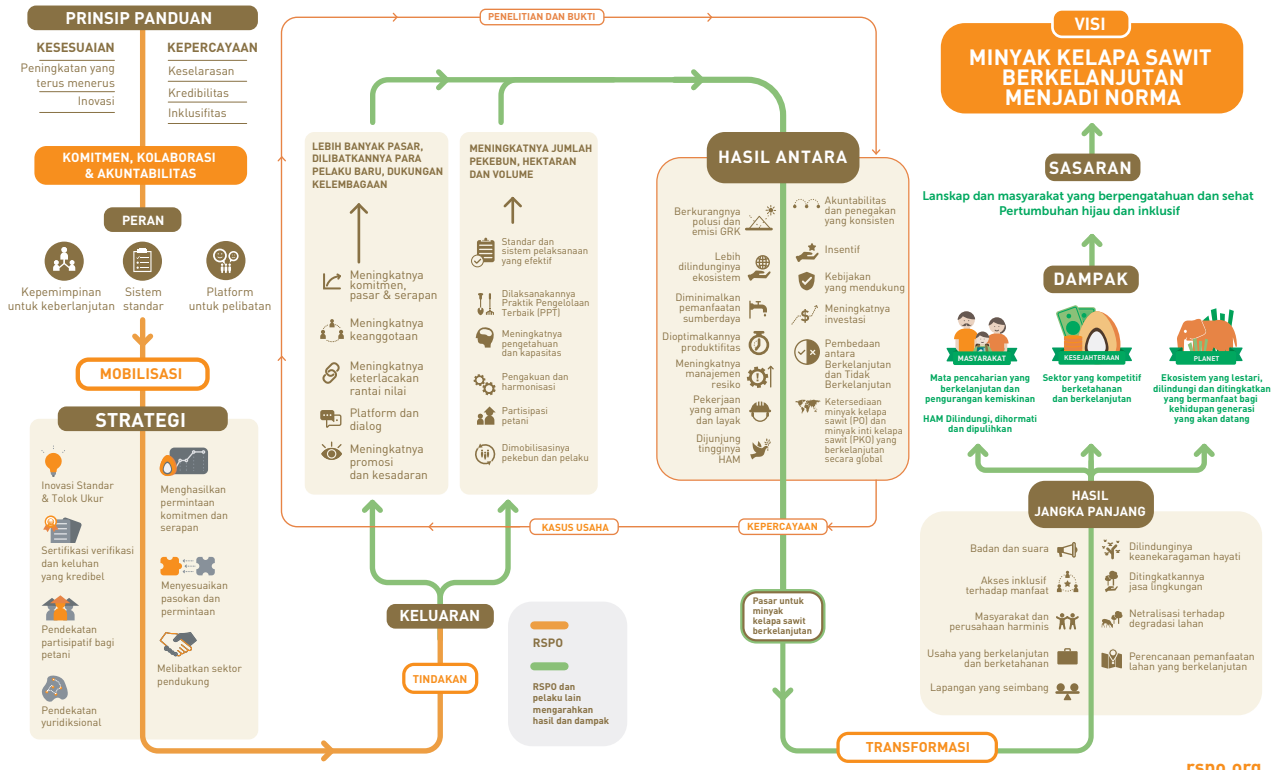 PRINSIP PANDUAN
KESESUAIAN
Peningkatan yang
terus menerus
Inovasi
KEPERCAYAAN
Keselarasan
Kredibilitas
Inklusifitas
KOMITMEN, KOLABORASI
& AKUNTABILITAS
PERAN
Kepemimpinan
untuk keberlanjutan
Sistem
standar
Platform
untuk pelibatan
MOBILISASI
STRATEGI
Inovasi Standar
& Tolok Ukur
Sertifikasi verifikasi
dan keluhan
yang kredibel
Pendekatan
partisipatif bagi
petani
Pendekatan
yuridiksional
Menghasilkan
permintaan
komitmen dan
serapan
Menyesuaikan
pasokan dan
permintaan
Melibatkan sektor
pendukung
TINDAKAN
KELUARAN
LEBIH BANYAK PASAR,
DILIBATKANNYA PARA
PELAKU BARU, DUKUNGAN
KELEMBAGAAN
Meningkatnya
komitmen,
pasar & serapan
Meningkatnya
keanggotaan
Meningkatnya
keterlacakan
rantai nilai
Platform dan
dialog
Meningkatnya
promosi
dan kesadaran
MENINGKATNYA JUMLAH
PEKEBUN, HEKTARAN
DAN VOLUME
Standar dan
sistem pelaksanaan
yang efektif
Dilaksanakannya
Praktik Pengelolaan
Terbaik (PPT)
Meningkatnya
pengetahuan
dan kapasitas
Pengakuan dan
harmonisasi
Partisipasi
petani
Dimobilisasinya
pekebun dan pelaku
PENELITIAN DAN BUKTI
KASUS USAHA
KEPERCAYAAN
RSPO
RSPO dan
pelaku lain
mengarahkan
hasil dan dampak
HASIL ANTARA
Berkurangnya
polusi dan
emisi GRK
Lebih
dilindunginya
ekosistem
Diminimalkan
pemanfaatan
sumberdaya
Dioptimalkannya
produktifitas
Meningkatnya
manajemen
resiko
Pekerjaan
yang aman
dan layak
Dijunjung
tingginya
HAM
Akuntabilitas
dan penegakan
yang konsisten
Insentif
Kebijakan
yang mendukung
Meningkatnya
investasi
Pembedaan
antara
Berkelanjutan
dan Tidak
Berkelanjutan
Ketersediaan
minyak kelapa
sawit (PO) dan
minyak inti kelapa
sawit (PKO) yang
berkelanjutan
secara global
Pasar untuk
minyak
kelapa sawit
berkelanjutan
TRANSFORMASI
VISI
MINYAK KELAPA SAWIT
BERKELANJUTAN
MENJADI NORMA
SASARAN
Lanskap dan masyarakat yang berpengatahuan dan sehat
Pertumbuhan hijau dan inklusif
DAMPAK
MASYARAKAT
Mata pencaharian yang
berkelanjutan dan
pengurangan kemiskinan
HAM Dilindungi, dihormati
dan dipulihkan
KESEJAHTERAAN
Sektor yang kompetitif
berketahanan
dan berkelanjutan
PLANET
Ekosistem yang lestari,
dilindungi dan ditingkatkan
yang bermanfaat bagi
kehidupan generasi
yang akan datang
HASIL
JANGKA PANJANG
Badan dan suara
Akses inklusif
terhadap manfaat
Masyarakat dan
perusahaan harminis
Usaha yang berkelanjutan
dan berketahanan
Lapangan yang seimbang
Dilindunginya
keanekaragaman hayati
Ditingkatkannya
jasa lingkungan
Netralisasi terhadap
degradasi lahan
Perencanaan pemanfaatan
lahan yang berkelanjutan
rspo.org